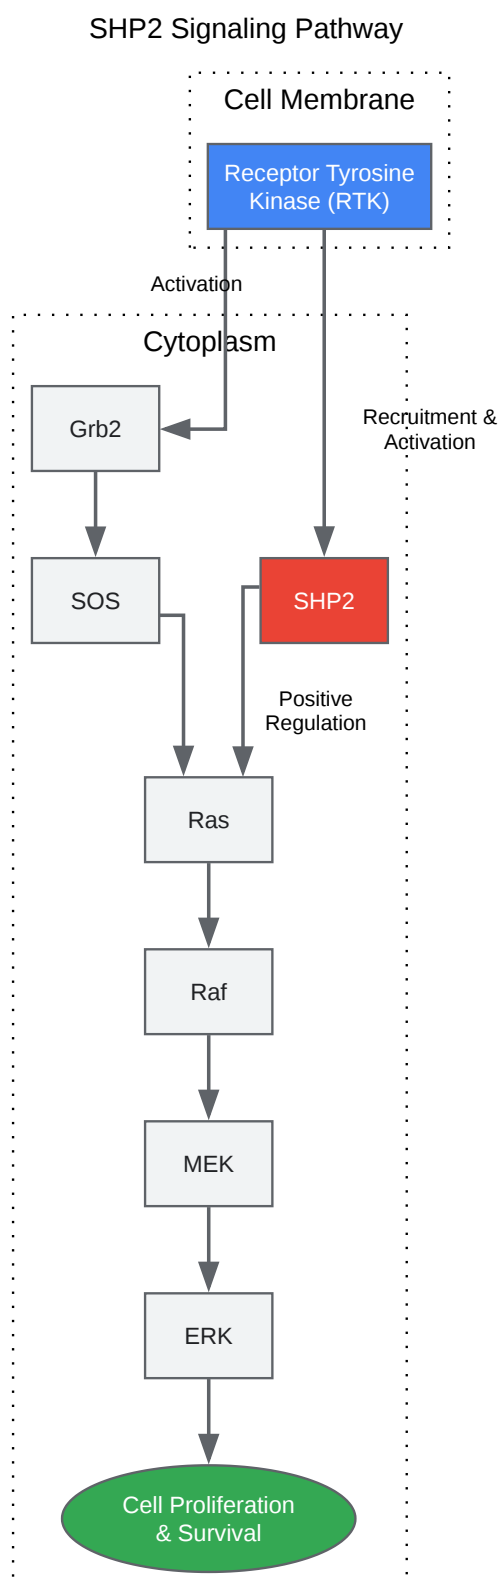 SHP2 Signaling Pathway
Cell Membrane
Receptor Tyrosine
Kinase (RTK)
Activation
Cytoplasm
Grb2
Recruitment &
Activation
SOS
SHP2
Positive
Regulation
Ras
Raf
MEK
ERK
Cell Proliferation
& Survival